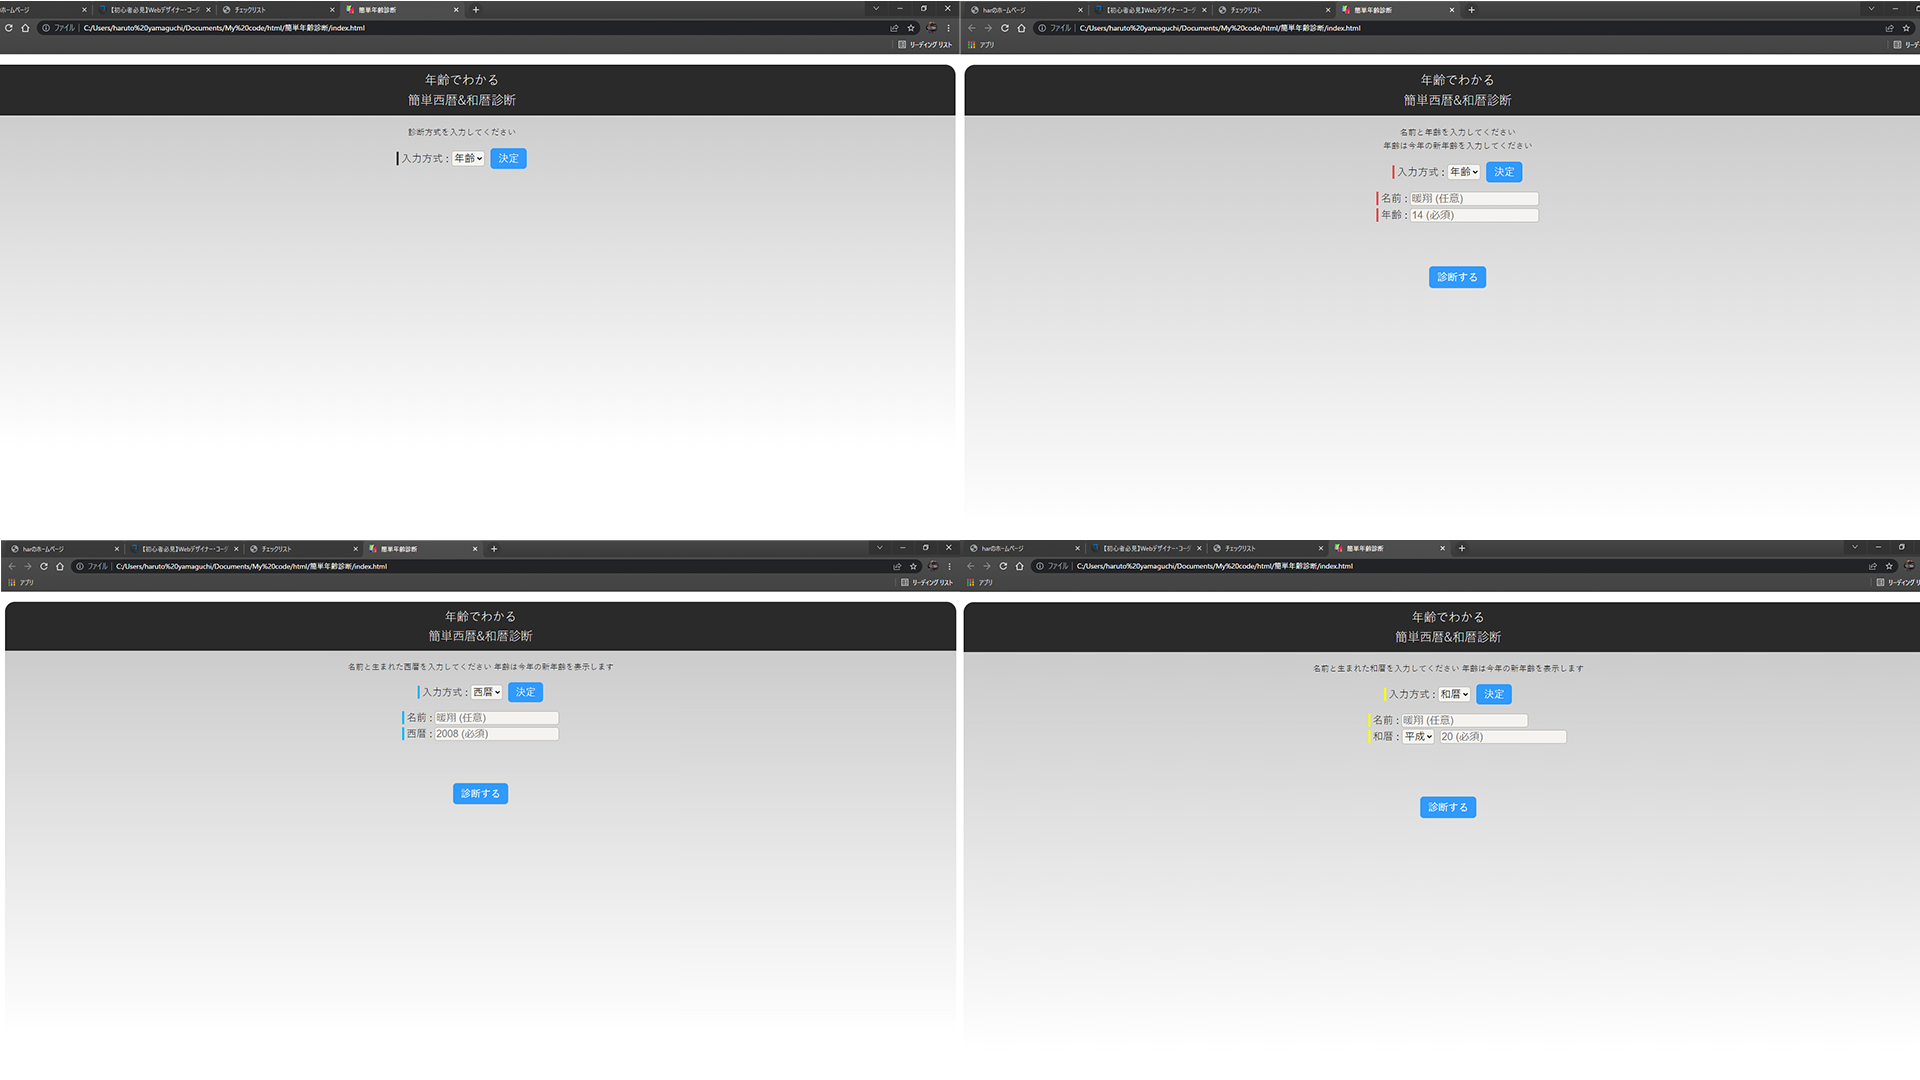 ホームページ
【初心者必見】Webデザイナー・コーデ
チェックリスト
簡単年齢診断
ファイル
C:/Users/haruto%20yamaguchi/Documents/My%20code/html/簡単年齢診断/index.html
リーディング リスト
年齢でわかる
簡単西暦&和暦診断
診断方式を入力してください
入力方式 : 年齢 決定
harのホームページ
【初心者必見】Webデザイナー・コーデ
チェックリスト
簡単年齢診断
ファイル
C:/Users/haruto%20yamaguchi/Documents/My%20code/html/簡単年齢診断/index.html
アプリ
リーデ
年齢でわかる
簡単西暦&和暦診断
名前と年齢を入力してください
年齢は今年の新年齢を入力してください
入力方式 : 年齢 決定
名前 : 暖翔 (任意)
年齢 : 14 (必須)
診断する
harのホームページ
【初心者必見】Webデザイナー・コーデ
チェックリスト
簡単年齢診断
ファイル
C:/Users/haruto%20yamaguchi/Documents/My%20code/html/簡単年齢診断/index.html
アプリ
リーディング リスト
年齢でわかる
簡単西暦&和暦診断
名前と生まれた西暦を入力してください 年齢は今年の新年齢を表示します
入力方式 : 西暦 決定
名前 : 暖翔 (任意)
西暦 : 2008 (必須)
診断する
harのホームページ
【初心者必見】Webデザイナー・コーデ
チェックリスト
簡単年齢診断
ファイル
C:/Users/haruto%20yamaguchi/Documents/My%20code/html/簡単年齢診断/index.html
アプリ
リーディング リ
年齢でわかる
簡単西暦&和暦診断
名前と生まれた和暦を入力してください 年齢は今年の新年齢を表示します
入力方式 : 和暦 決定
名前 : 暖翔 (任意)
和暦 : 平成 20 (必須)
診断する